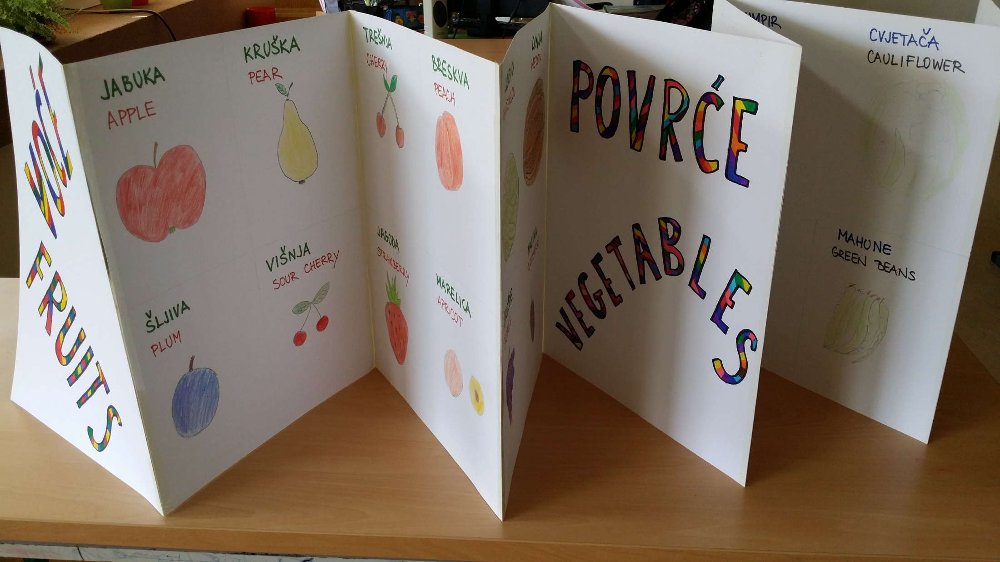 VOĆE
FRUITS
JABUKA
APPLE
KRUŠKA
PEAR
ŠLJIVA
PLUM
VIŠNJA
SOUR CHERRY
TREŠNJA
CHERRY
BRESKVA
PEACH
JAGODA
STRAWBERRY
MARELICA
APRICOT
DINJA
MELON
MALINA
POVRĆE
VEGETABLES
CVJETAČA
CAULIFLOWER
MAHUNE
GREEN BEANS